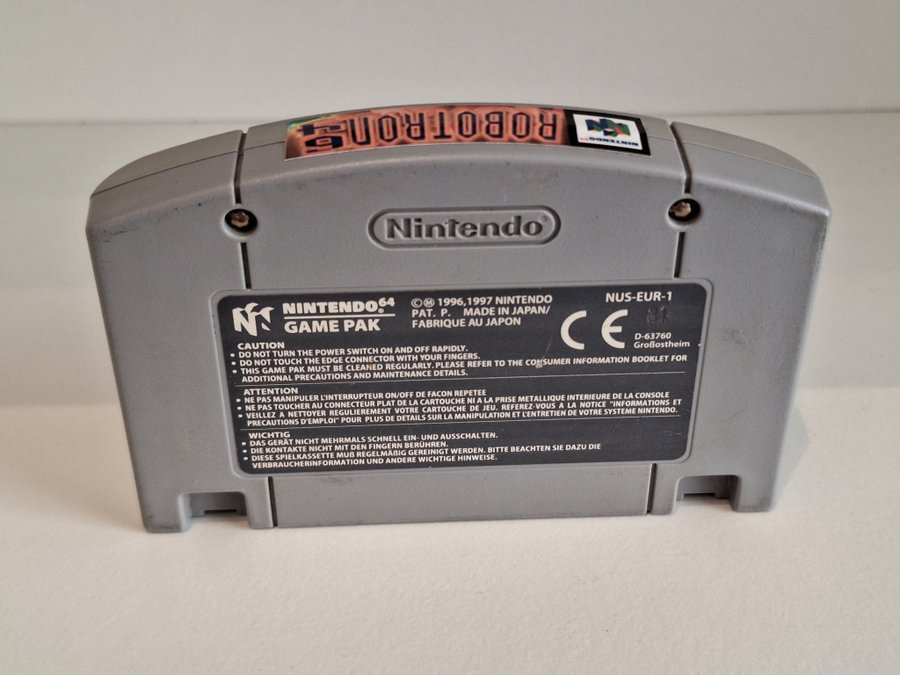 ROBOTRON
64
NINTENDO 64
Nintendo®
NINTENDO 64
GAME PAK
©Ⓜ 1996,1997 NINTENDO
PAT. P. MADE IN JAPAN/
FABRIQUE AU JAPON
NUS-EUR-1
CE
D-63760
Großostheim
CAUTION
• DO NOT TURN THE POWER SWITCH ON AND OFF RAPIDLY.
• DO NOT TOUCH THE EDGE CONNECTOR WITH YOUR FINGERS.
• THIS GAME PAK MUST BE CLEANED REGULARLY. PLEASE REFER TO THE CONSUMER INFORMATION BOOKLET FOR
ADDITIONAL PRECAUTIONS AND MAINTENANCE DETAILS.
ATTENTION
• NE PAS MANIPULER L'INTERRUPTEUR ON/OFF DE FACON REPETEE
• NE PAS TOUCHER AU CONNECTEUR PLAT DE LA CARTOUCHE NI A LA PRISE METALLIQUE INTERIEURE DE LA CONSOLE
• VEILLEZ A NETTOYER REGULIEREMENT VOTRE CARTOUCHE DE JEU. REFEREZ-VOUS A LA NOTICE "INFORMATIONS ET
PRECAUTIONS D'EMPLOI" POUR PLUS DE DETAILS SUR LA MANIPULATION ET L'ENTRETIEN DE VOTRE SYSTEME NINTENDO.
WICHTIG
• DAS GERÄT NICHT MEHRMALS SCHNELL EIN- UND AUSSCHALTEN.
• DIE KONTAKTE NICHT MIT DEN FINGERN BERÜHREN.
• DIESE SPIELKASSETTE MUß REGELMÄßIG GEREINIGT WERDEN. BITTE BEACHTEN SIE DAZU DIE
VERBRAUCHERINFORMATION UND ANDERE WICHTIGE HINWEISE.